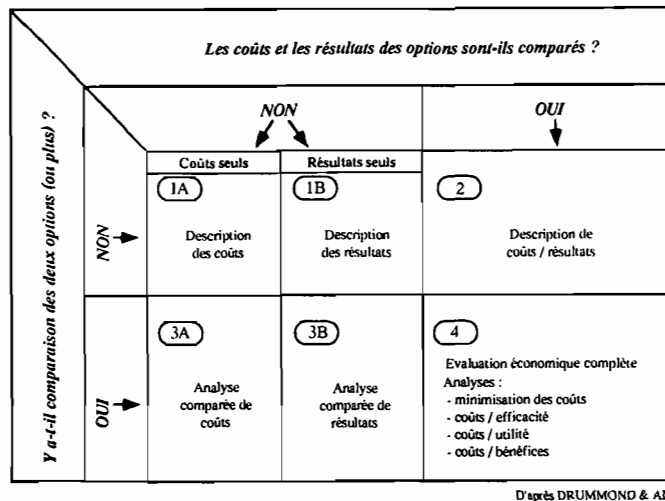 Les coûts et les résultats des options sont-ils comparés ?
Y a-t-il comparaison des deux options (ou plus) ?
NON
OUI
Coûts seuls
Résultats seuls
NON
1A
1B
2
Description
des coûts
Description
des résultats
Description de
coûts / résultats
OUI
3A
3B
4
Analyse
comparée de
coûts
Analyse
comparée de
résultats
Evaluation économique complète
Analyses :
- minimisation des coûts
- coûts / efficacité
- coûts / utilité
- coûts / bénéfices
D'après DRUMMOND &